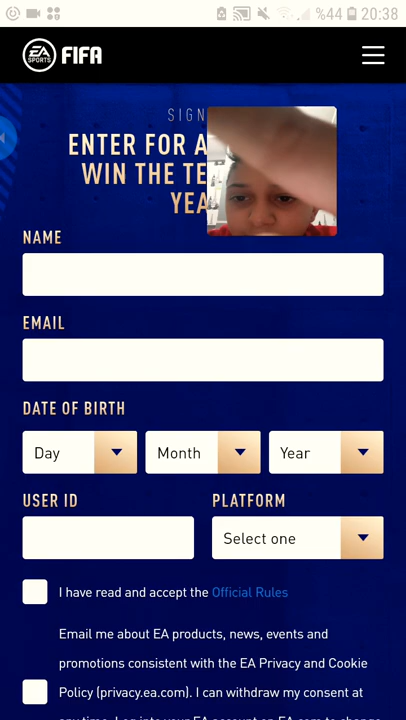 %44 20:38
EA SPORTS FIFA
SIGN
ENTER FOR A
WIN THE TE
YEA
NAME
EMAIL
DATE OF BIRTH
Day Month Year
USER ID PLATFORM
Select one
I have read and accept the Official Rules
Email me about EA products, news, events and
promotions consistent with the EA Privacy and Cookie
Policy (privacy.ea.com). I can withdraw my consent at